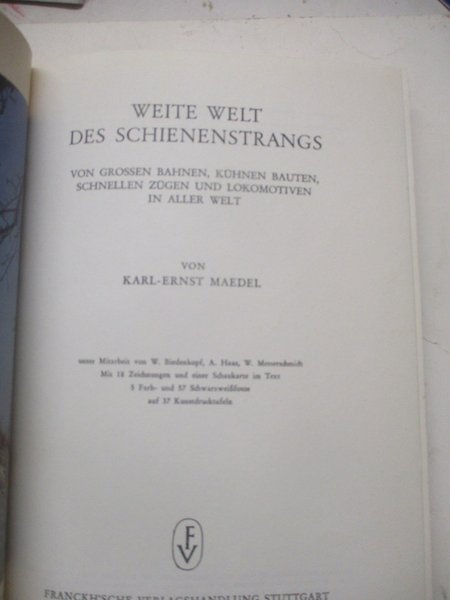 WEITE WELT
DES SCHIENENSTRANGS
VON GROSSEN BAHNEN, KÜHNEN BAUTEN,
SCHNELLEN ZÜGEN UND LOKOMOTIVEN
IN ALLER WELT
VON
KARL-ERNST MAEDEL
unter Mitarbeit von W. Biedenkopf, A. Haas, W. Messerschmidt
Mit 18 Zeichnungen und einer Schaukarte im Text
5 Farb- und 57 Schwarzweißfotos
auf 37 Kunstdrucktafeln
F
V
FRANCKH'SCHE VERLAGSHANDLUNG STUTTGART